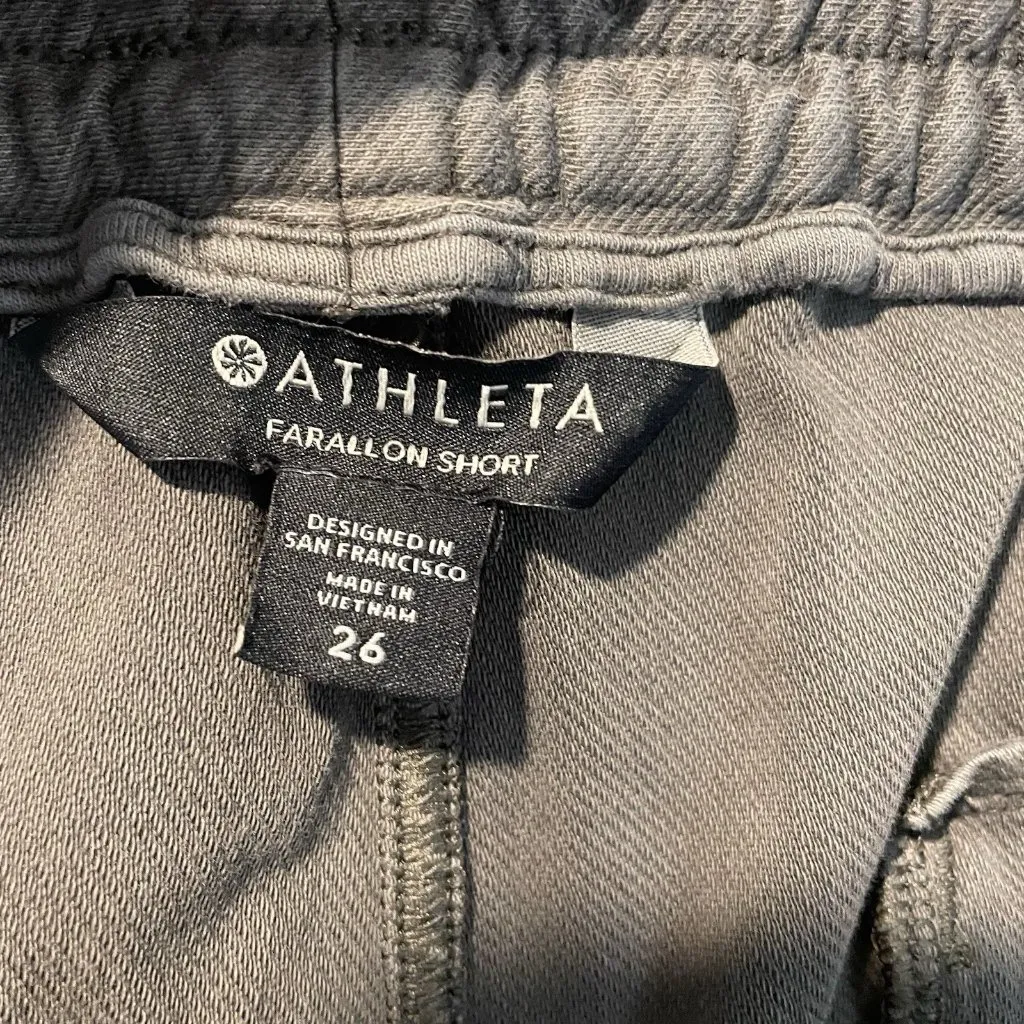 ATHLETA
FARALLON SHORT
DESIGNED IN
SAN FRANCISCO
MADE IN
VIETNAM
26